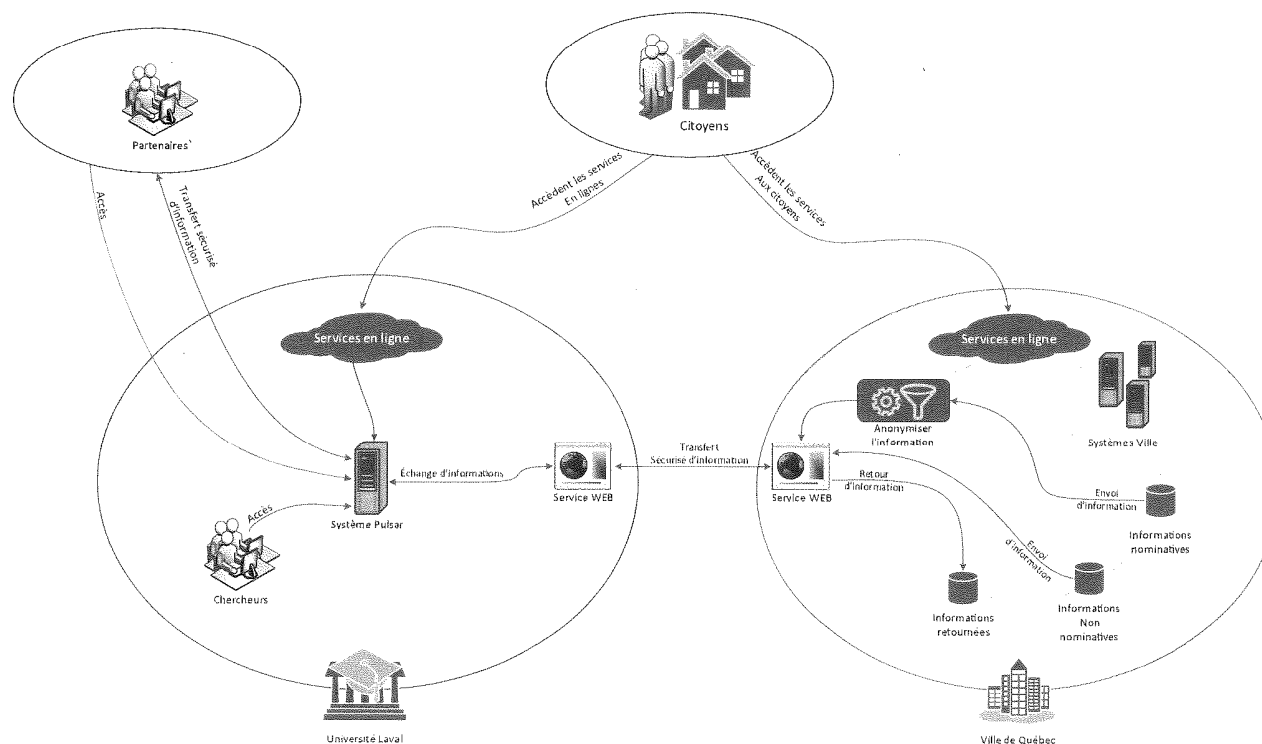 Citoyens
Partenaires`
Accèdent les services
En lignes
Accèdent les services
Aux citoyens
Accès
Transfert sécurisé
d'information
Services en ligne
Services en ligne
Anonymiser
l'information
Systèmes Ville
Transfert
Sécurisé d'information
Échange d'informations
Service WEB
Service WEB
Retour
d'information
Envoi
d'information
Système Pulsar
Accès
Informations
nominatives
Envoi
d'information
Chercheurs
Informations
retournées
Informations
Non
nominatives
Université Laval
Ville de Québec